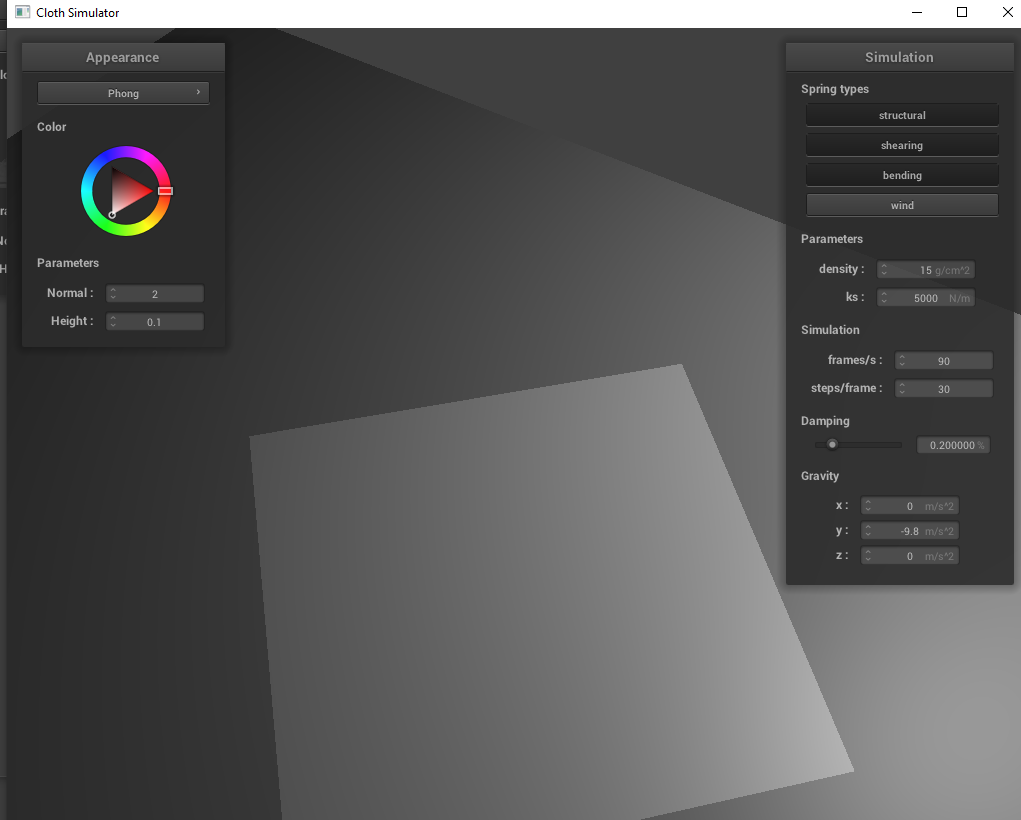 Cloth Simulator
Appearance
Phong
Color
Parameters
Normal : 2
Height : 0.1
Simulation
Spring types
structural
shearing
bending
wind
Parameters
density : 15 g/cm^2
ks : 5000 N/m
Simulation
frames/s : 90
steps/frame : 30
Damping
0.200000 %
Gravity
x : 0 m/s^2
y : -9.8 m/s^2
z : 0 m/s^2